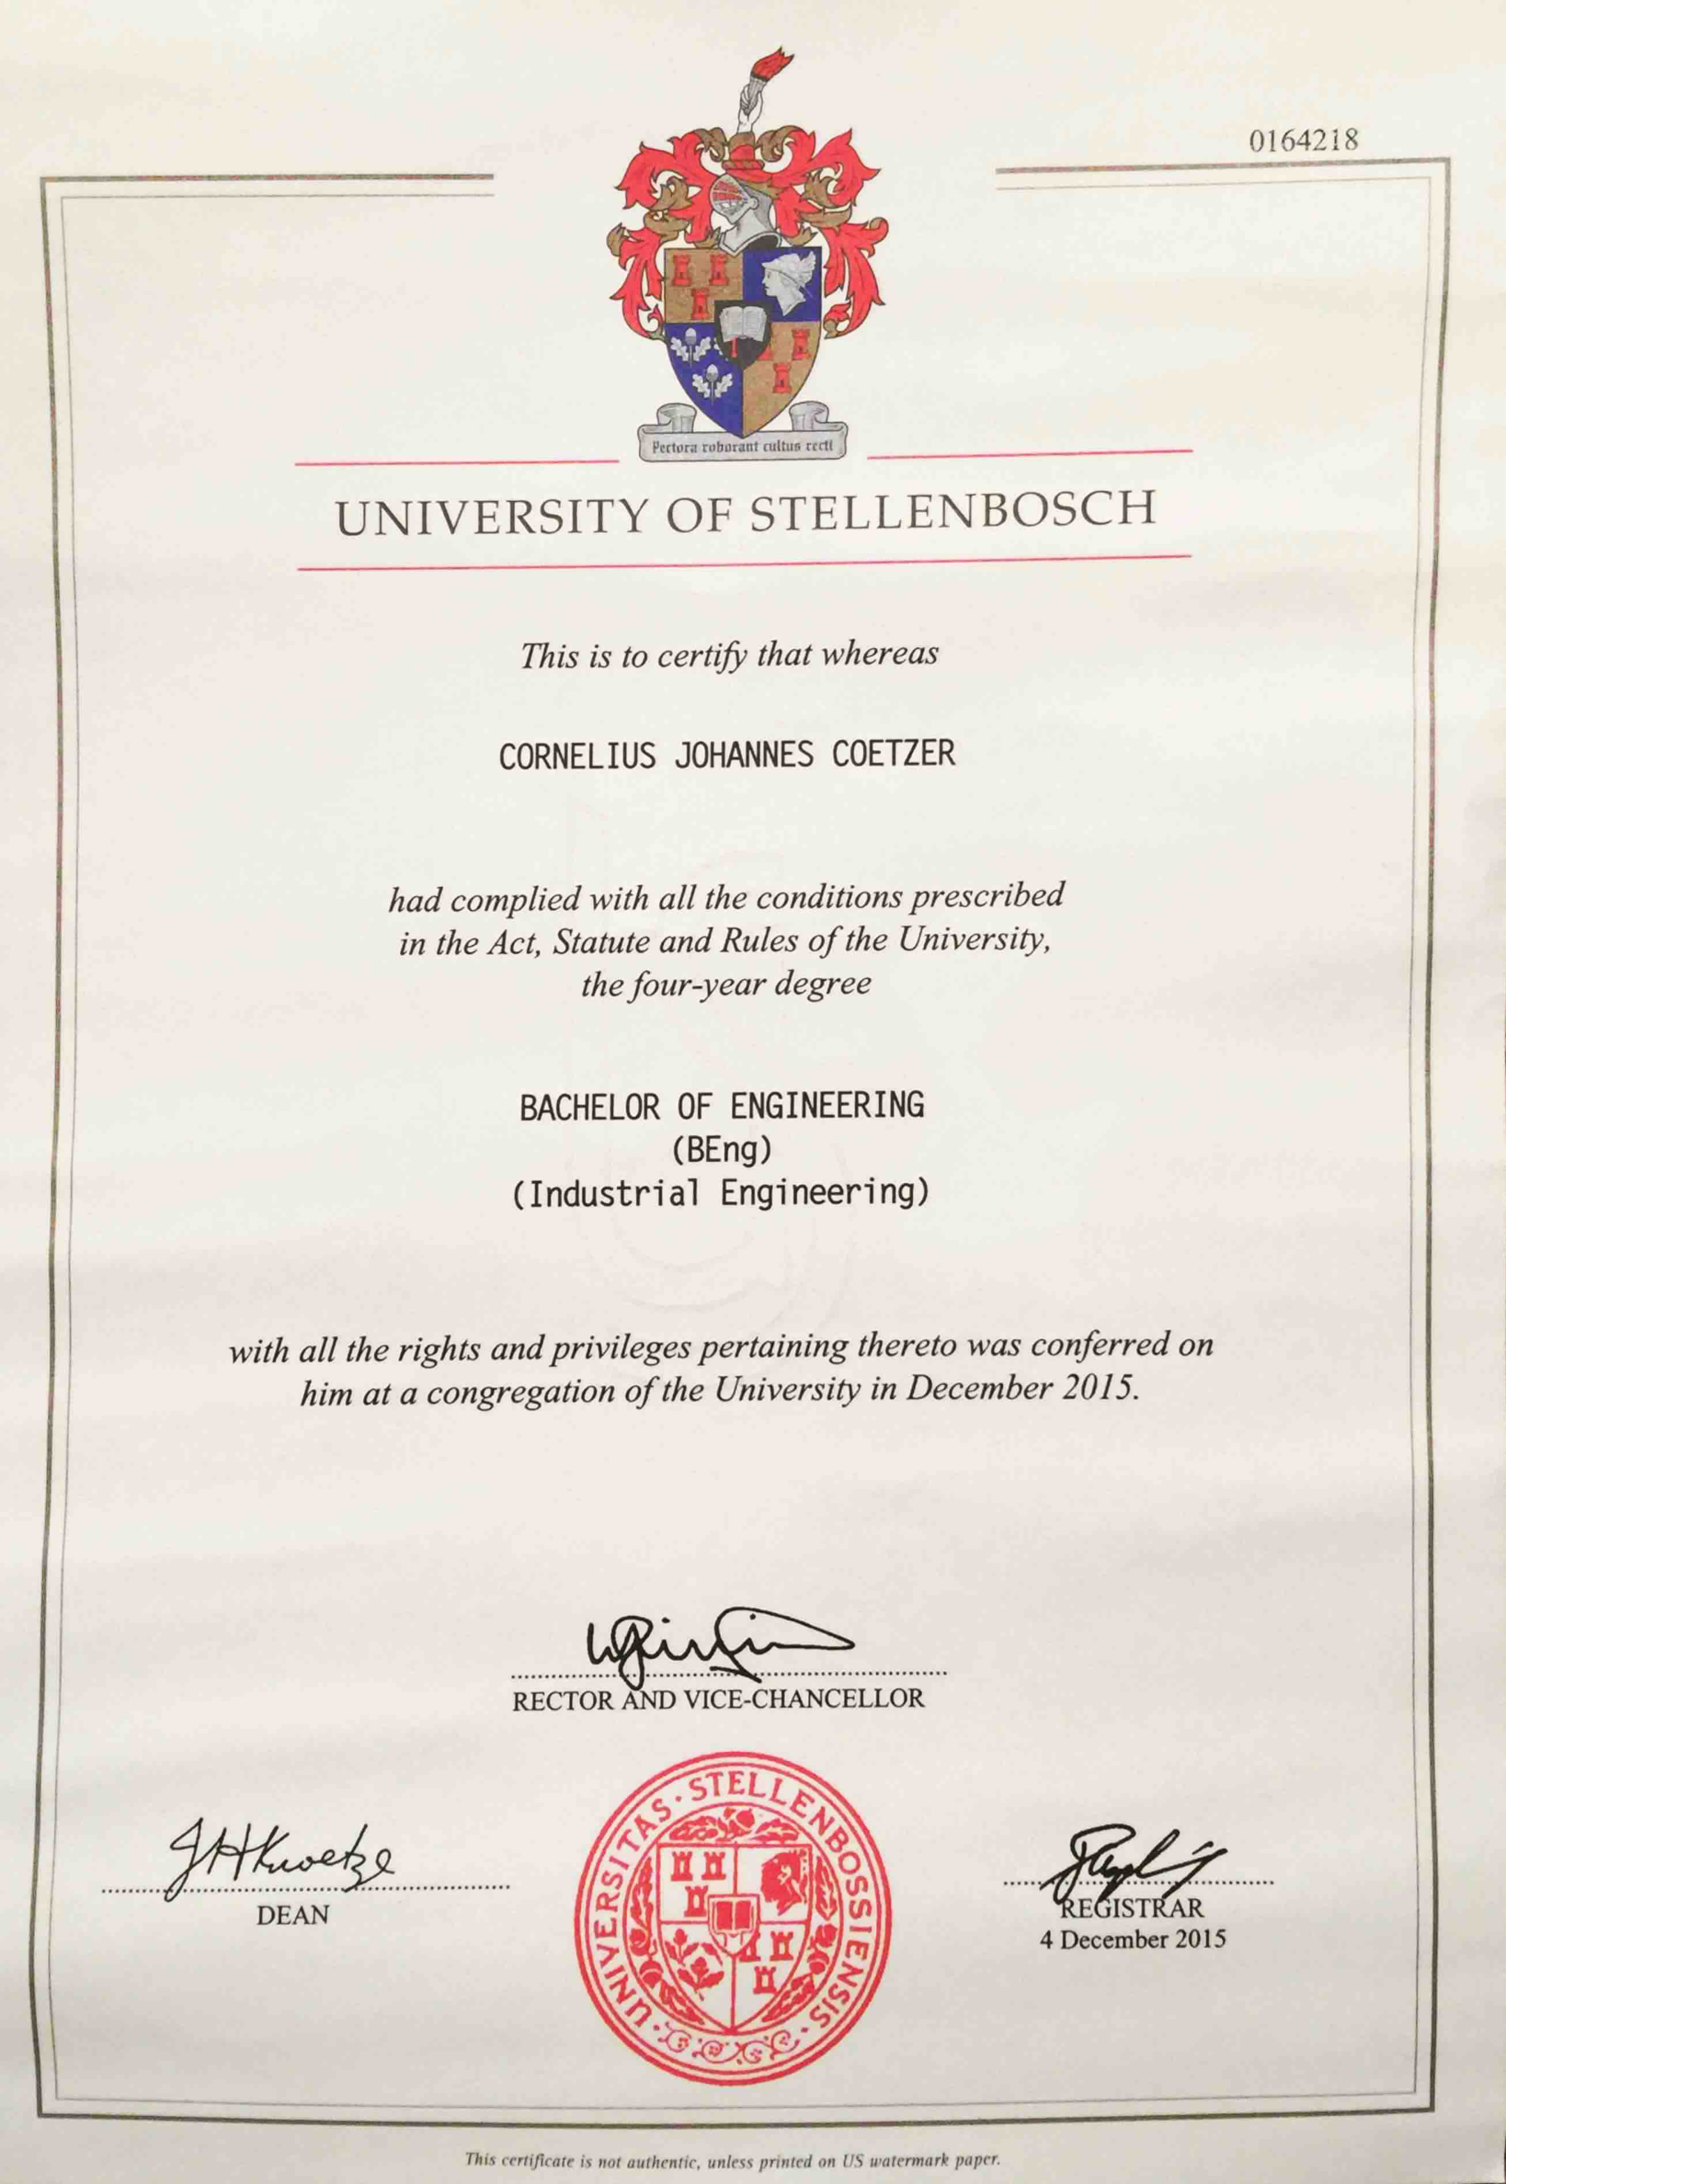 0164218
Pectora roborant cultus recti
UNIVERSITY OF STELLENBOSCH
This is to certify that whereas
CORNELIUS JOHANNES COETZER
had complied with all the conditions prescribed
in the Act, Statute and Rules of the University,
the four-year degree
BACHELOR OF ENGINEERING
(BEng)
(Industrial Engineering)
with all the rights and privileges pertaining thereto was conferred on
him at a congregation of the University in December 2015.
RECTOR AND VICE-CHANCELLOR
UNIVERSITAS · STELLENBOSSIENSIS
JHKnoetze
DEAN
REGISTRAR
4 December 2015
This certificate is not authentic, unless printed on US watermark paper.